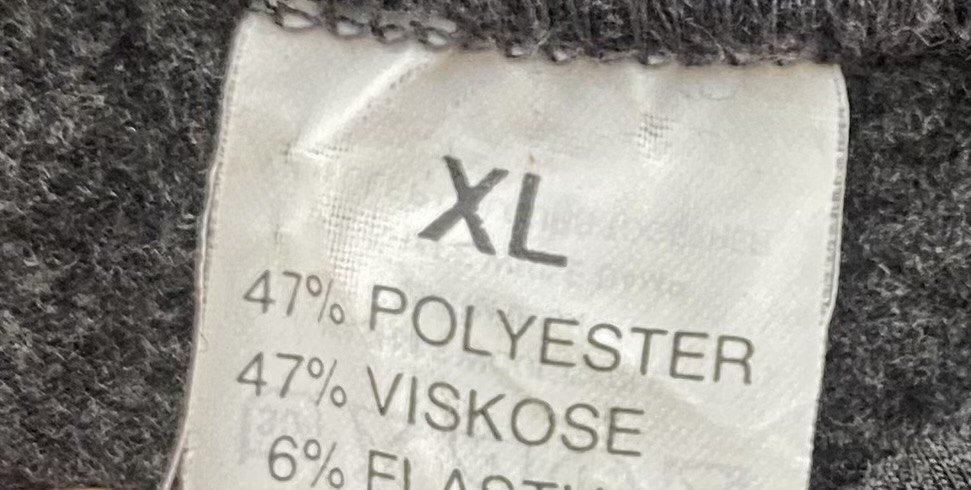 XL
47% POLYESTER
47% VISKOSE
6%